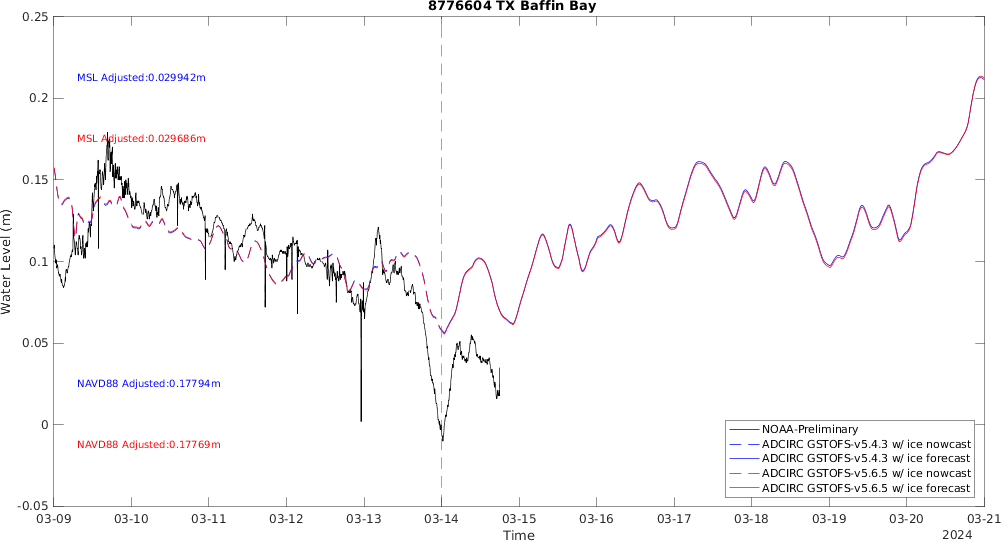 8776604 TX Baffin Bay
0.25
0.2
0.15
0.1
0.05
0
-0.05
Water Level (m)
MSL Adjusted:0.029942m
MSL Adjusted:0.029686m
NAVD88 Adjusted:0.17794m
NAVD88 Adjusted:0.17769m
NOAA-Preliminary
ADCIRC GSTOFS-v5.4.3 w/ ice nowcast
ADCIRC GSTOFS-v5.4.3 w/ ice forecast
ADCIRC GSTOFS-v5.6.5 w/ ice nowcast
ADCIRC GSTOFS-v5.6.5 w/ ice forecast
03-09 03-10 03-11 03-12 03-13 03-14 03-15 03-16 03-17 03-18 03-19 03-20 03-21
Time
2024